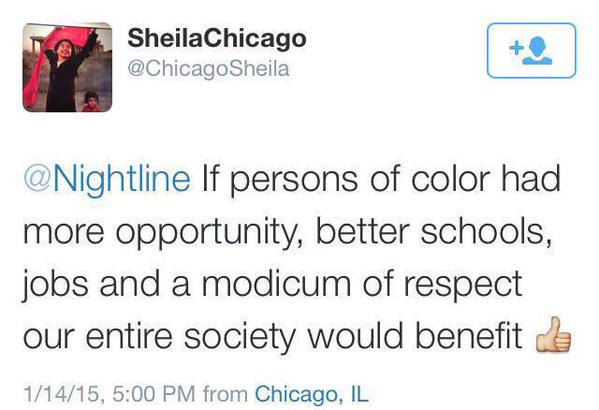 SheilaChicago
@ChicagoSheila
@Nightline If persons of color had
more opportunity, better schools,
jobs and a modicum of respect
our entire society would benefit 👍
1/14/15, 5:00 PM from Chicago, IL